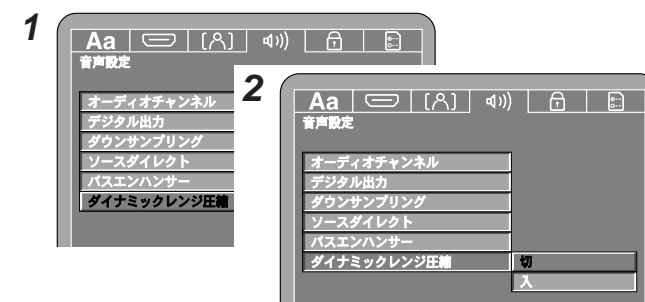 1
Aa
音声設定
オーディオチャンネル
デジタル出力
ダウンサンプリング
ソースダイレクト
バスエンハンサー
ダイナミックレンジ圧縮
2
Aa
音声設定
オーディオチャンネル
デジタル出力
ダウンサンプリング
ソースダイレクト
バスエンハンサー
ダイナミックレンジ圧縮 切
入